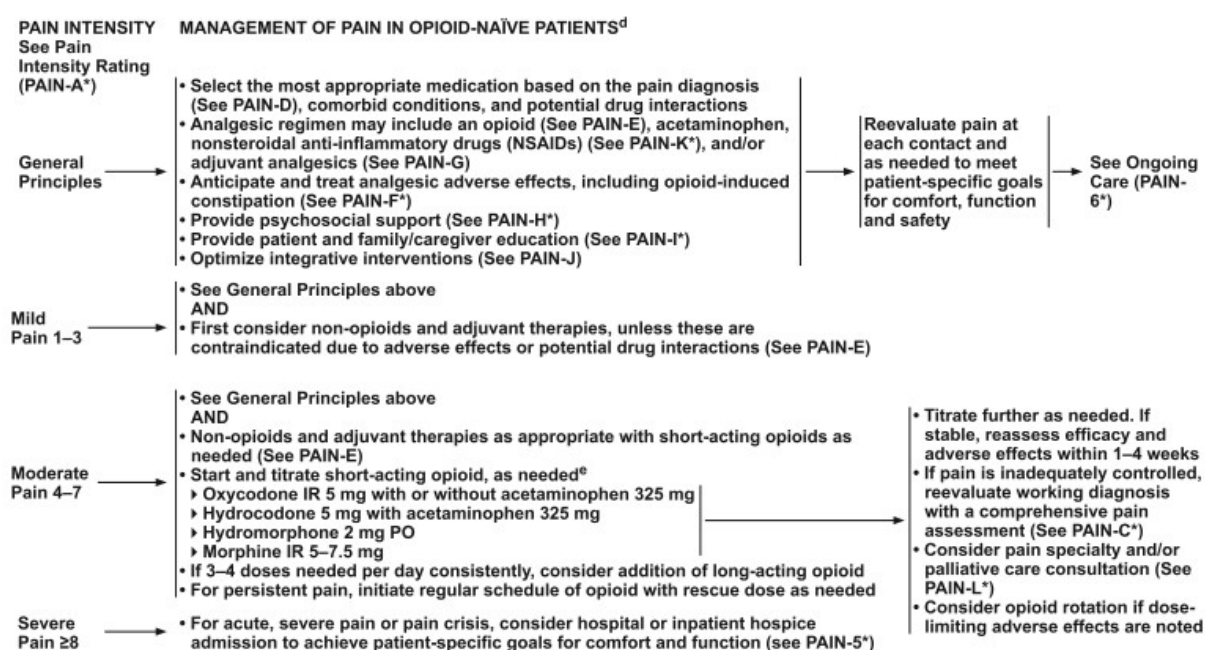 PAIN INTENSITY
See Pain
Intensity Rating
(PAIN-A*)
MANAGEMENT OF PAIN IN OPIOID-NAÏVE PATIENTSd
General
Principles
• Select the most appropriate medication based on the pain diagnosis
(See PAIN-D), comorbid conditions, and potential drug interactions
• Analgesic regimen may include an opioid (See PAIN-E), acetaminophen,
nonsteroidal anti-inflammatory drugs (NSAIDs) (See PAIN-K*), and/or
adjuvant analgesics (See PAIN-G)
• Anticipate and treat analgesic adverse effects, including opioid-induced
constipation (See PAIN-F*)
• Provide psychosocial support (See PAIN-H*)
• Provide patient and family/caregiver education (See PAIN-I*)
• Optimize integrative interventions (See PAIN-J)
Reevaluate pain at
each contact and
as needed to meet
patient-specific goals
for comfort, function
and safety
See Ongoing
Care (PAIN-
6*)
Mild
Pain 1–3
• See General Principles above
AND
• First consider non-opioids and adjuvant therapies, unless these are
contraindicated due to adverse effects or potential drug interactions (See PAIN-E)
Moderate
Pain 4–7
• See General Principles above
AND
• Non-opioids and adjuvant therapies as appropriate with short-acting opioids as
needed (See PAIN-E)
• Start and titrate short-acting opioid, as needede
▸ Oxycodone IR 5 mg with or without acetaminophen 325 mg
▸ Hydrocodone 5 mg with acetaminophen 325 mg
▸ Hydromorphone 2 mg PO
▸ Morphine IR 5–7.5 mg
• If 3–4 doses needed per day consistently, consider addition of long-acting opioid
• For persistent pain, initiate regular schedule of opioid with rescue dose as needed
• Titrate further as needed. If
stable, reassess efficacy and
adverse effects within 1–4 weeks
• If pain is inadequately controlled,
reevaluate working diagnosis
with a comprehensive pain
assessment (See PAIN-C*)
• Consider pain specialty and/or
palliative care consultation (See
PAIN-L*)
• Consider opioid rotation if dose-
limiting adverse effects are noted
Severe
Pain ≥8
• For acute, severe pain or pain crisis, consider hospital or inpatient hospice
admission to achieve patient-specific goals for comfort and function (see PAIN-5*)